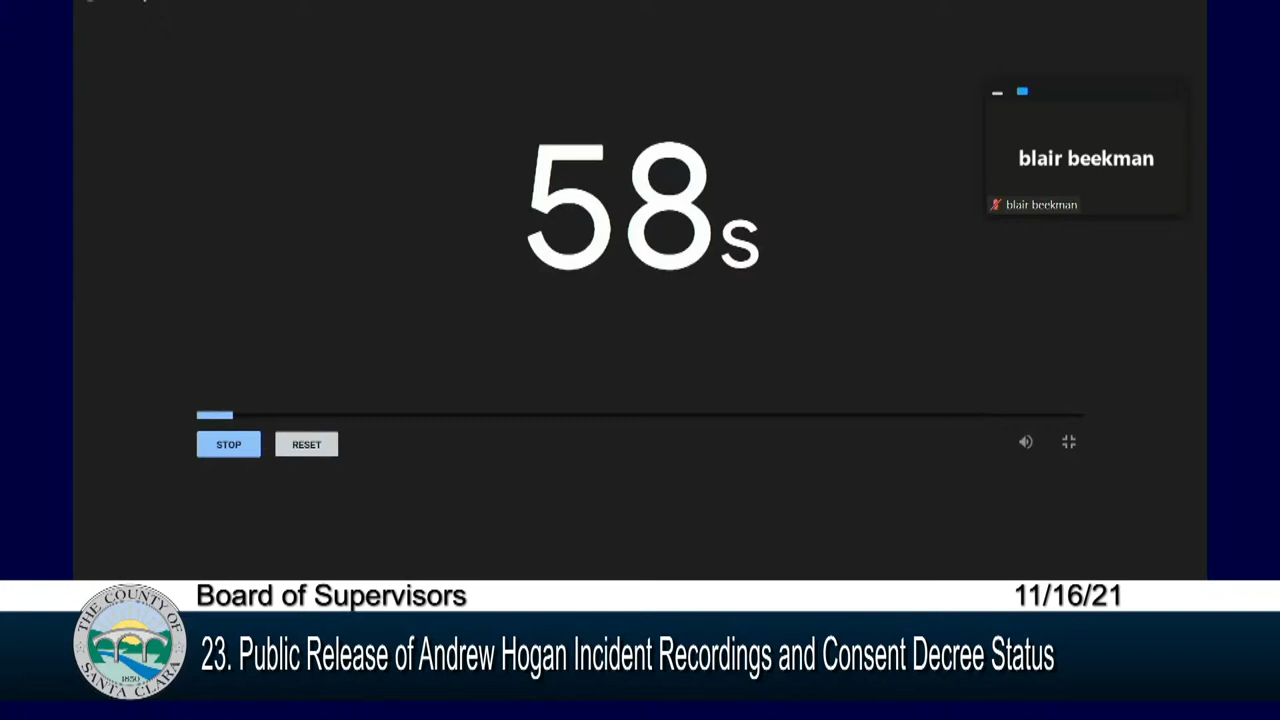 58s
blair beekman
blair beekman
STOP
RESET
Board of Supervisors
11/16/21
THE COUNTY OF
SANTA CLARA
1850
23. Public Release of Andrew Hogan Incident Recordings and Consent Decree Status